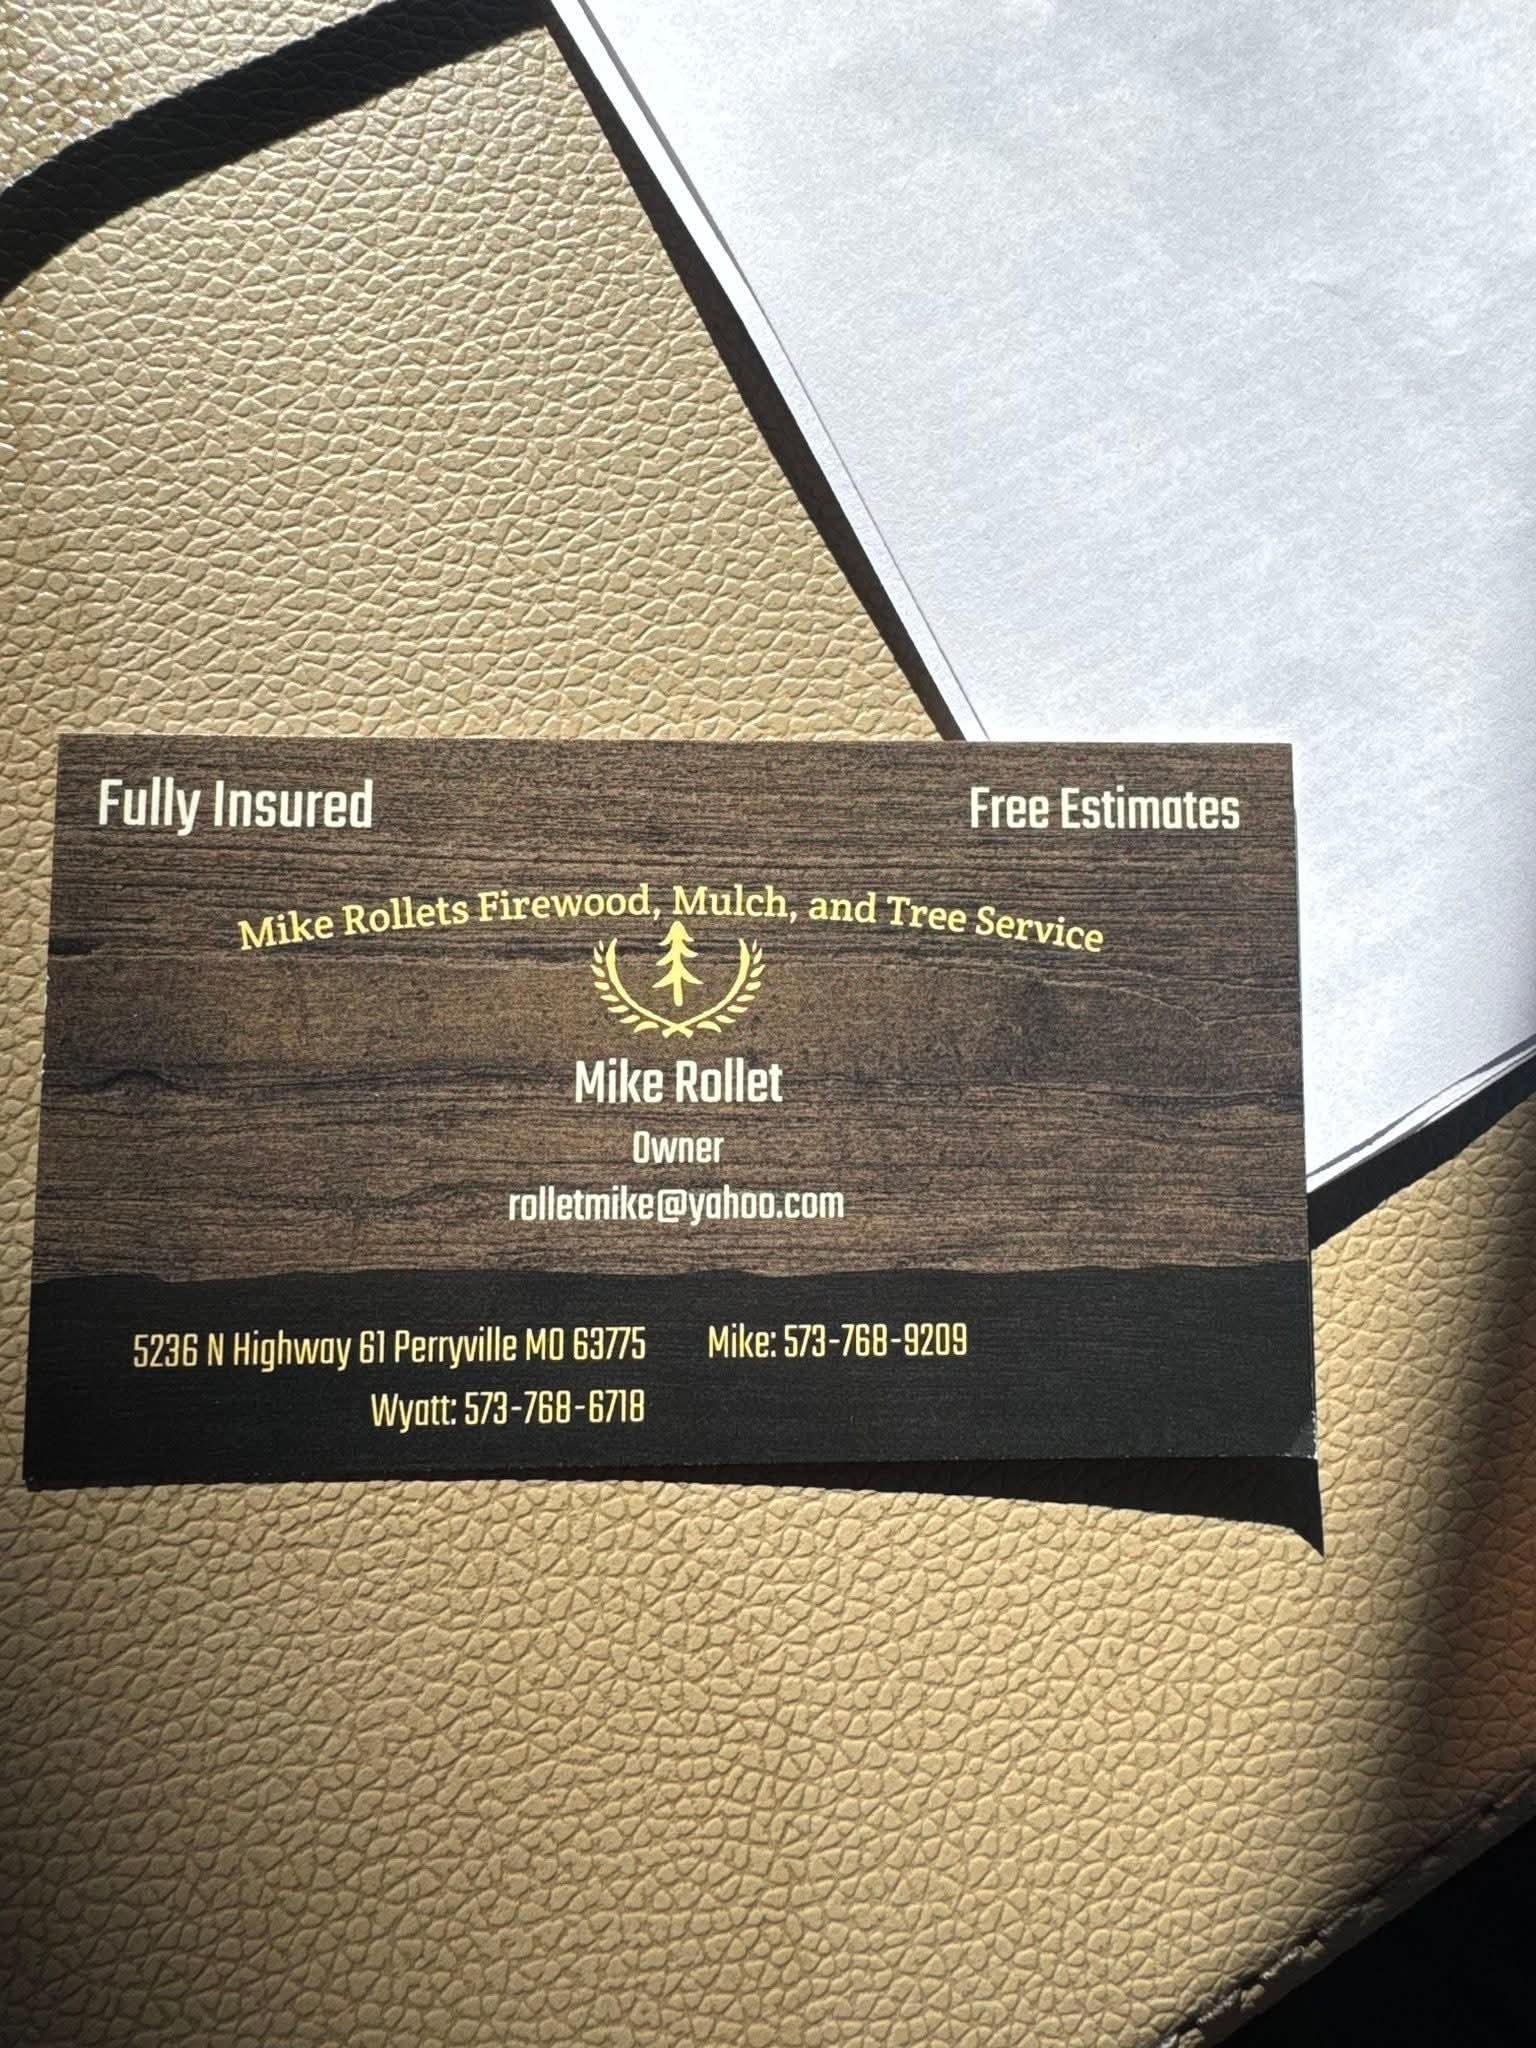 Fully Insured
Free Estimates
Mike Rollets Firewood, Mulch, and Tree Service
Mike Rollet
Owner
rolletmike@yahoo.com
5236 N Highway 61 Perryville MO 63775
Mike: 573-768-9209
Wyatt: 573-768-6718